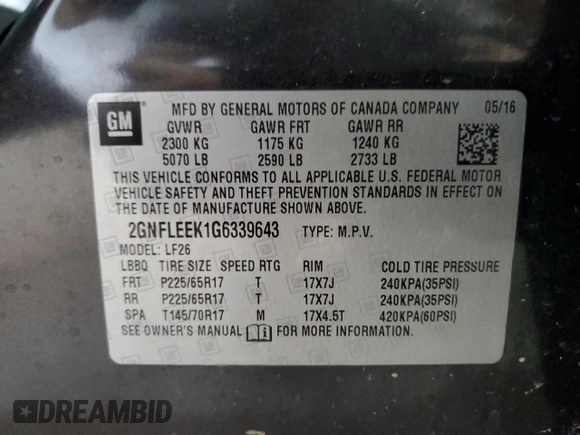 GM
MFD BY GENERAL MOTORS OF CANADA COMPANY 05/16
GVWR GAWR FRT GAWR RR
2300 KG 1175 KG 1240 KG
5070 LB 2590 LB 2733 LB
THIS VEHICLE CONFORMS TO ALL APPLICABLE U.S. FEDERAL MOTOR
VEHICLE SAFETY AND THEFT PREVENTION STANDARDS IN EFFECT ON
THE DATE OF MANUFACTURE SHOWN ABOVE.
2GNFLEEK1G6339643 TYPE: M.P.V.
MODEL: LF26
LBBQ TIRE SIZE SPEED RTG RIM COLD TIRE PRESSURE
FRT P225/65R17 T 17X7J 240KPA(35PSI)
RR P225/65R17 T 17X7J 240KPA(35PSI)
SPA T145/70R17 M 17X4.5T 420KPA(60PSI)
SEE OWNER'S MANUAL FOR MORE INFORMATION.
DREAMBID